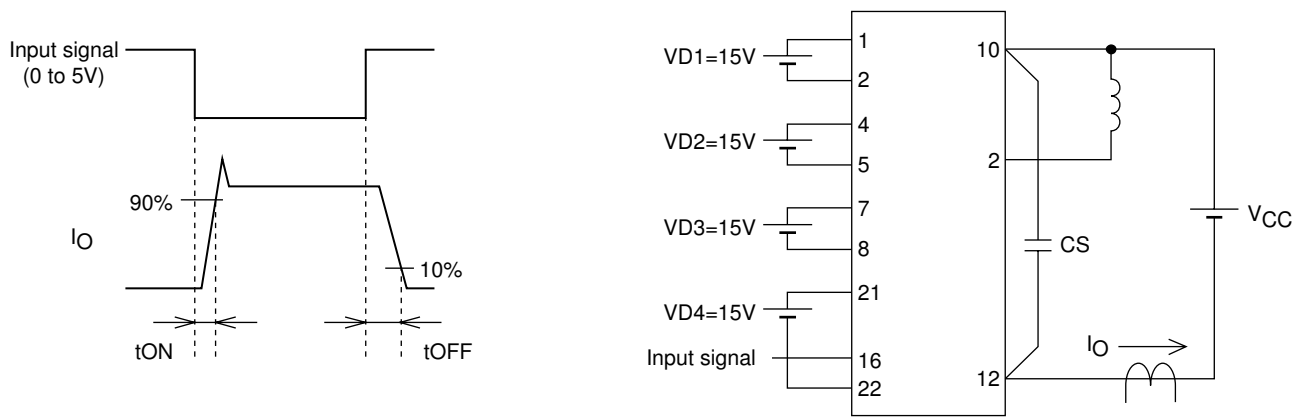 Input signal
(0 to 5V)
90%
IO
10%
tON
tOFF
VD1=15V
1
2
VD2=15V
4
5
VD3=15V
7
8
VD4=15V
21
Input signal
16
22
10
2
12
CS
VCC
IO